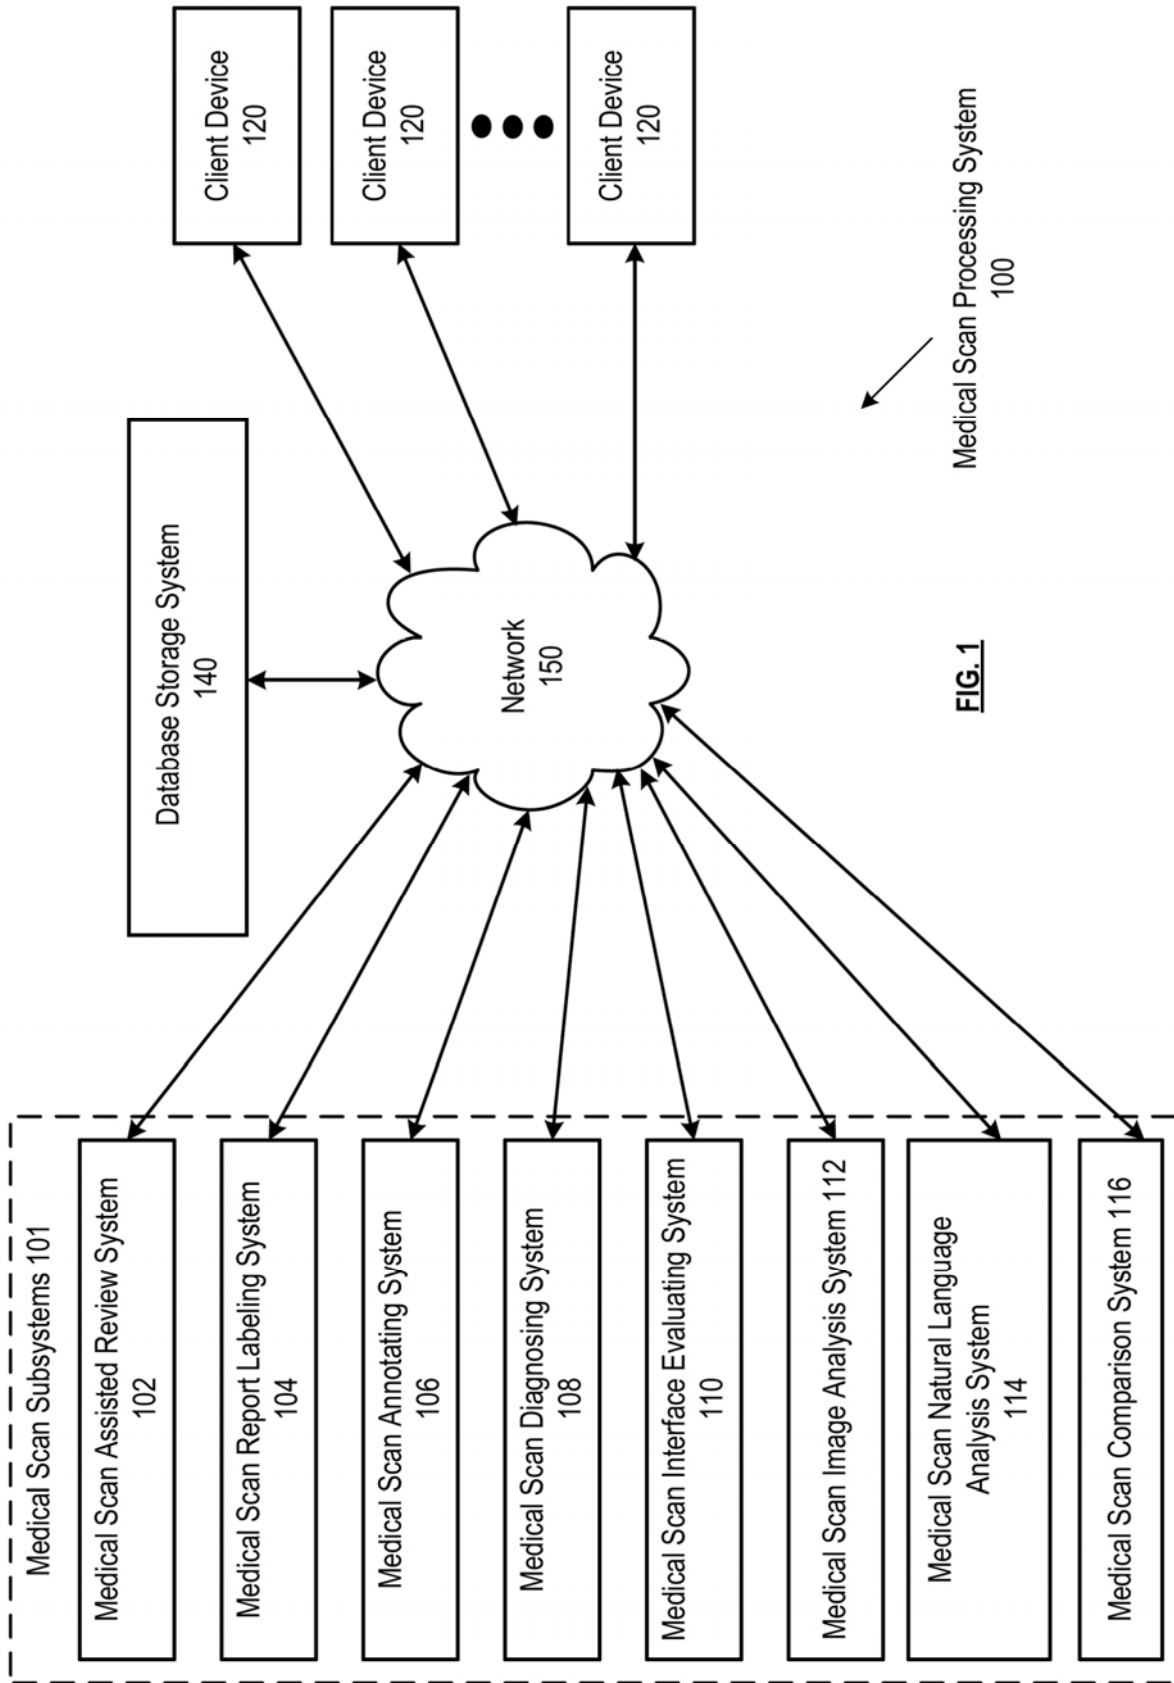 Medical Scan Subsystems 101
Medical Scan Assisted Review System
102
Medical Scan Report Labeling System
104
Medical Scan Annotating System
106
Medical Scan Diagnosing System
108
Medical Scan Interface Evaluating System
110
Medical Scan Image Analysis System 112
Medical Scan Natural Language
Analysis System
114
Medical Scan Comparison System 116
Database Storage System
140
Network
150
Client Device
120
Client Device
120
Client Device
120
Medical Scan Processing System
100
FIG. 1